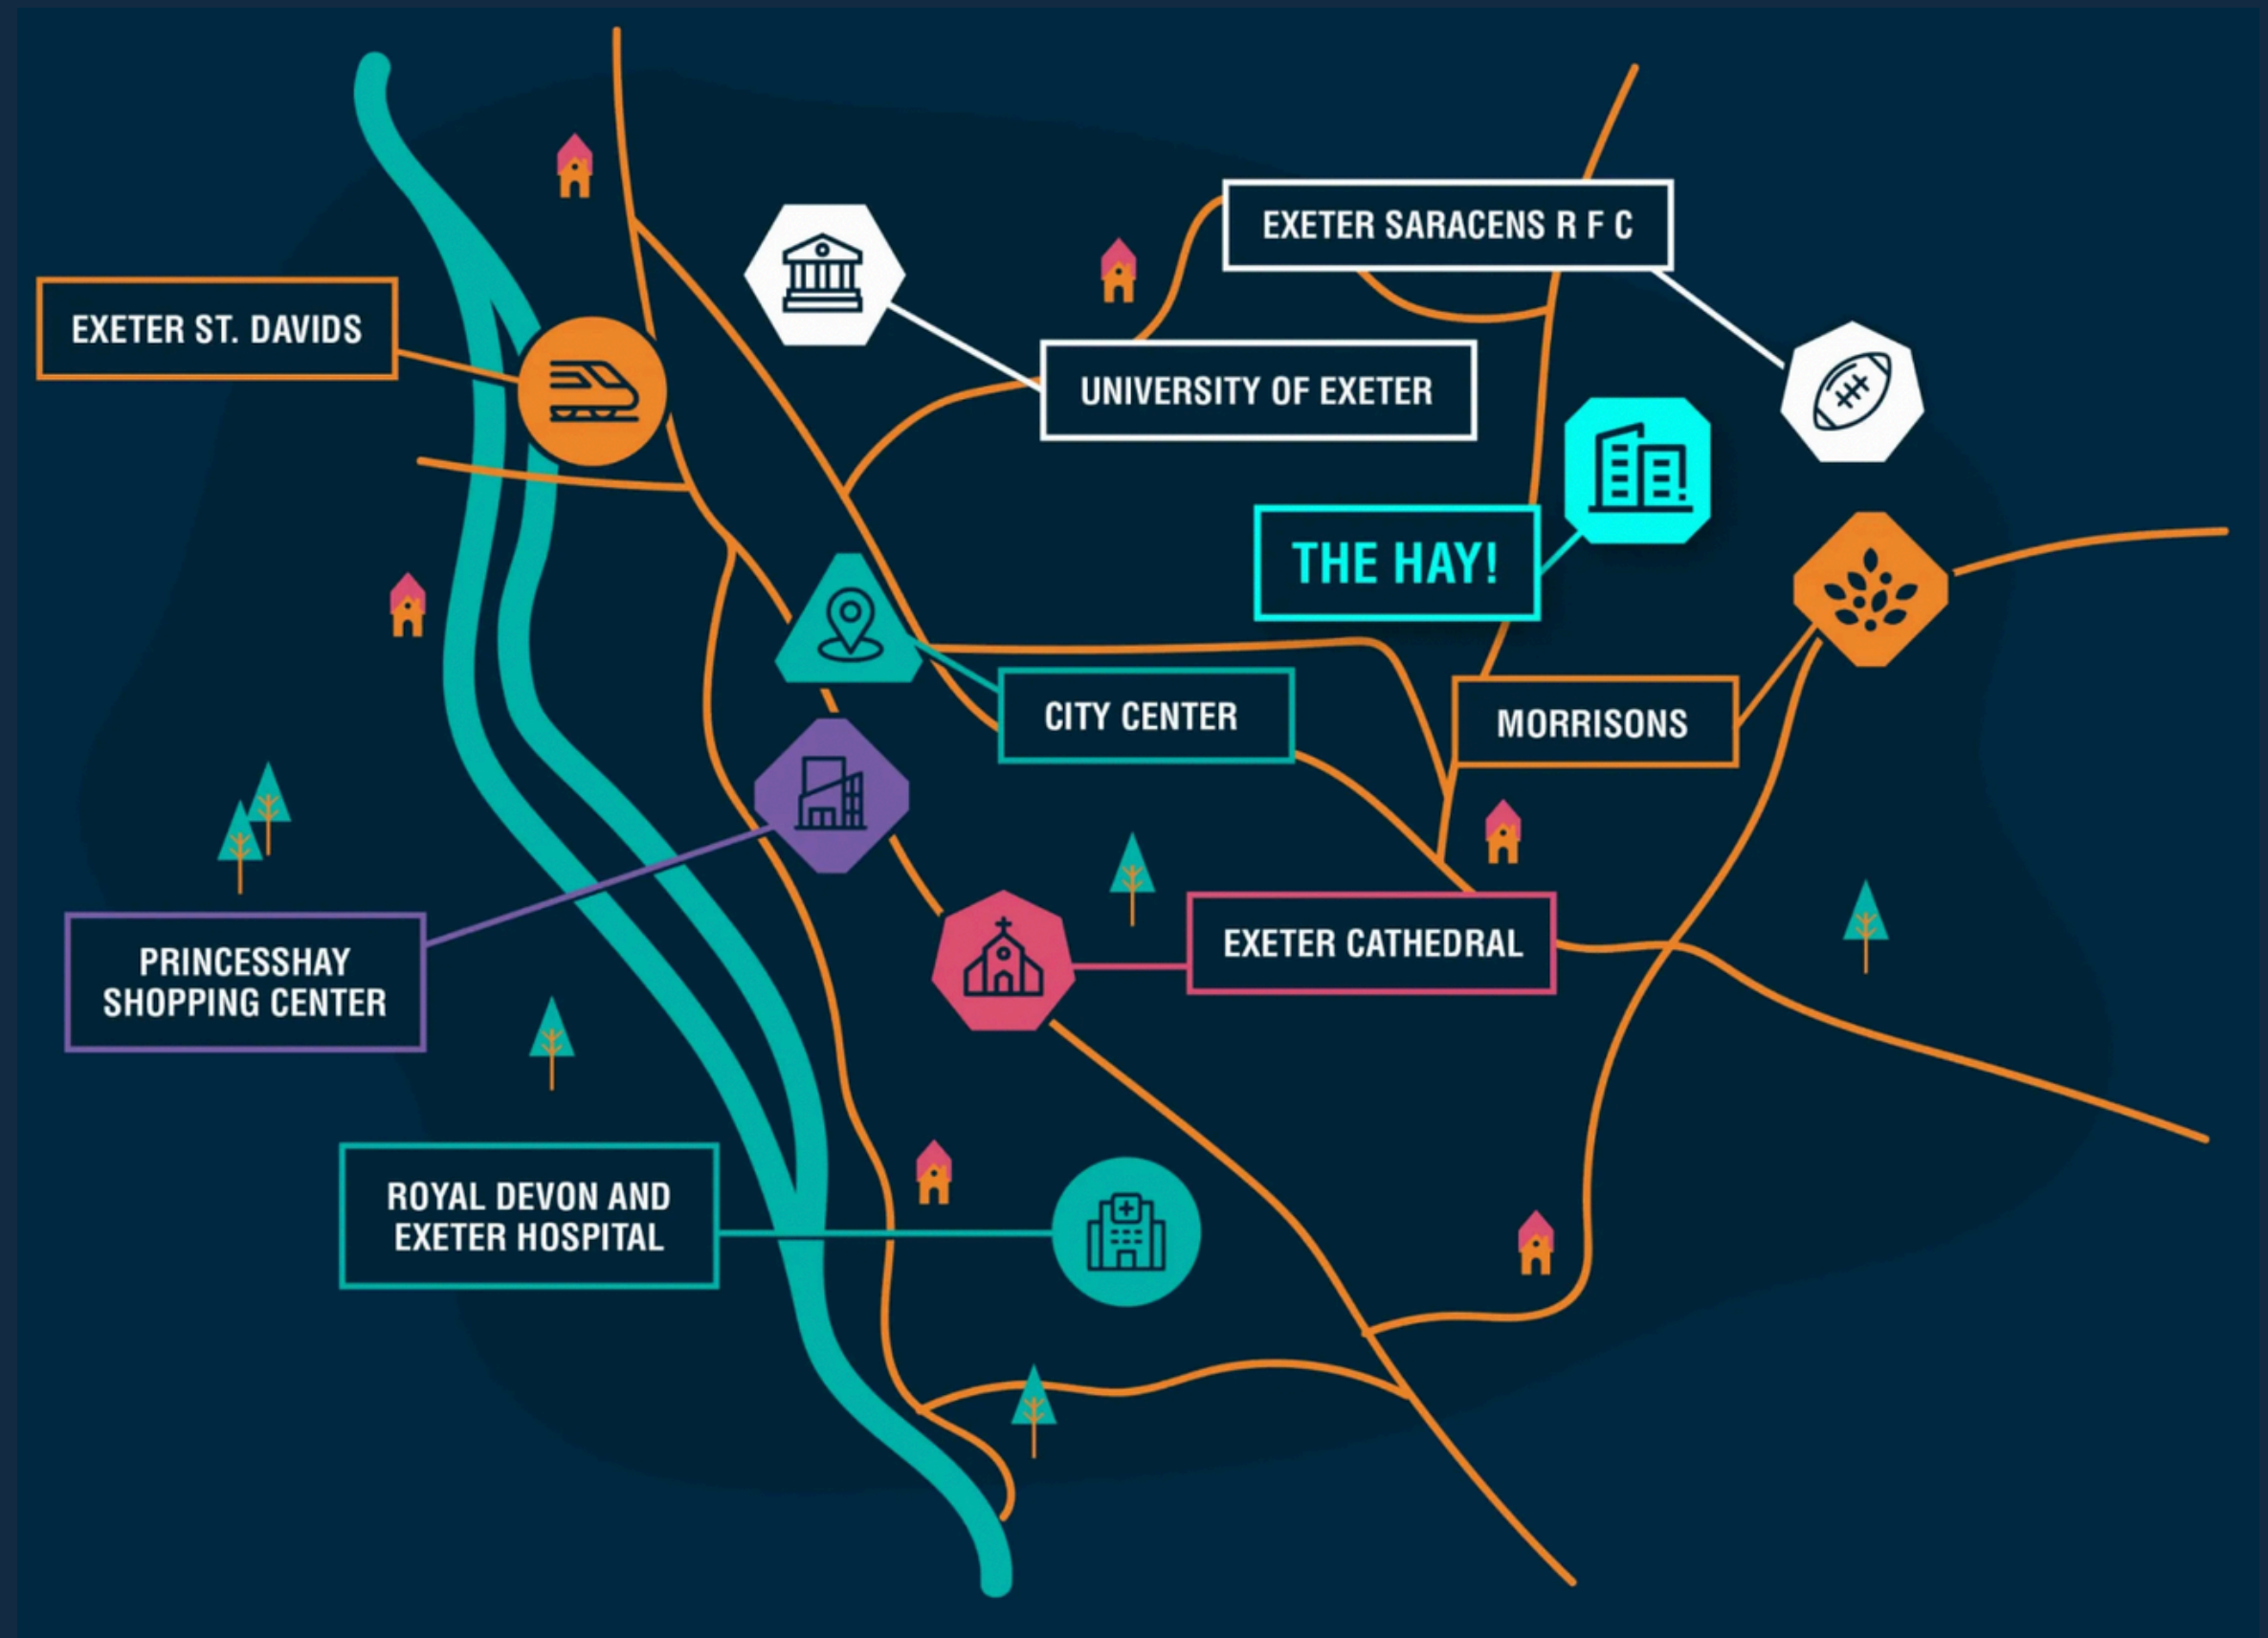 EXETER SARACENS R F C
EXETER ST. DAVIDS
UNIVERSITY OF EXETER
THE HAY!
CITY CENTER
MORRISONS
EXETER CATHEDRAL
PRINCESSHAY
SHOPPING CENTER
ROYAL DEVON AND
EXETER HOSPITAL